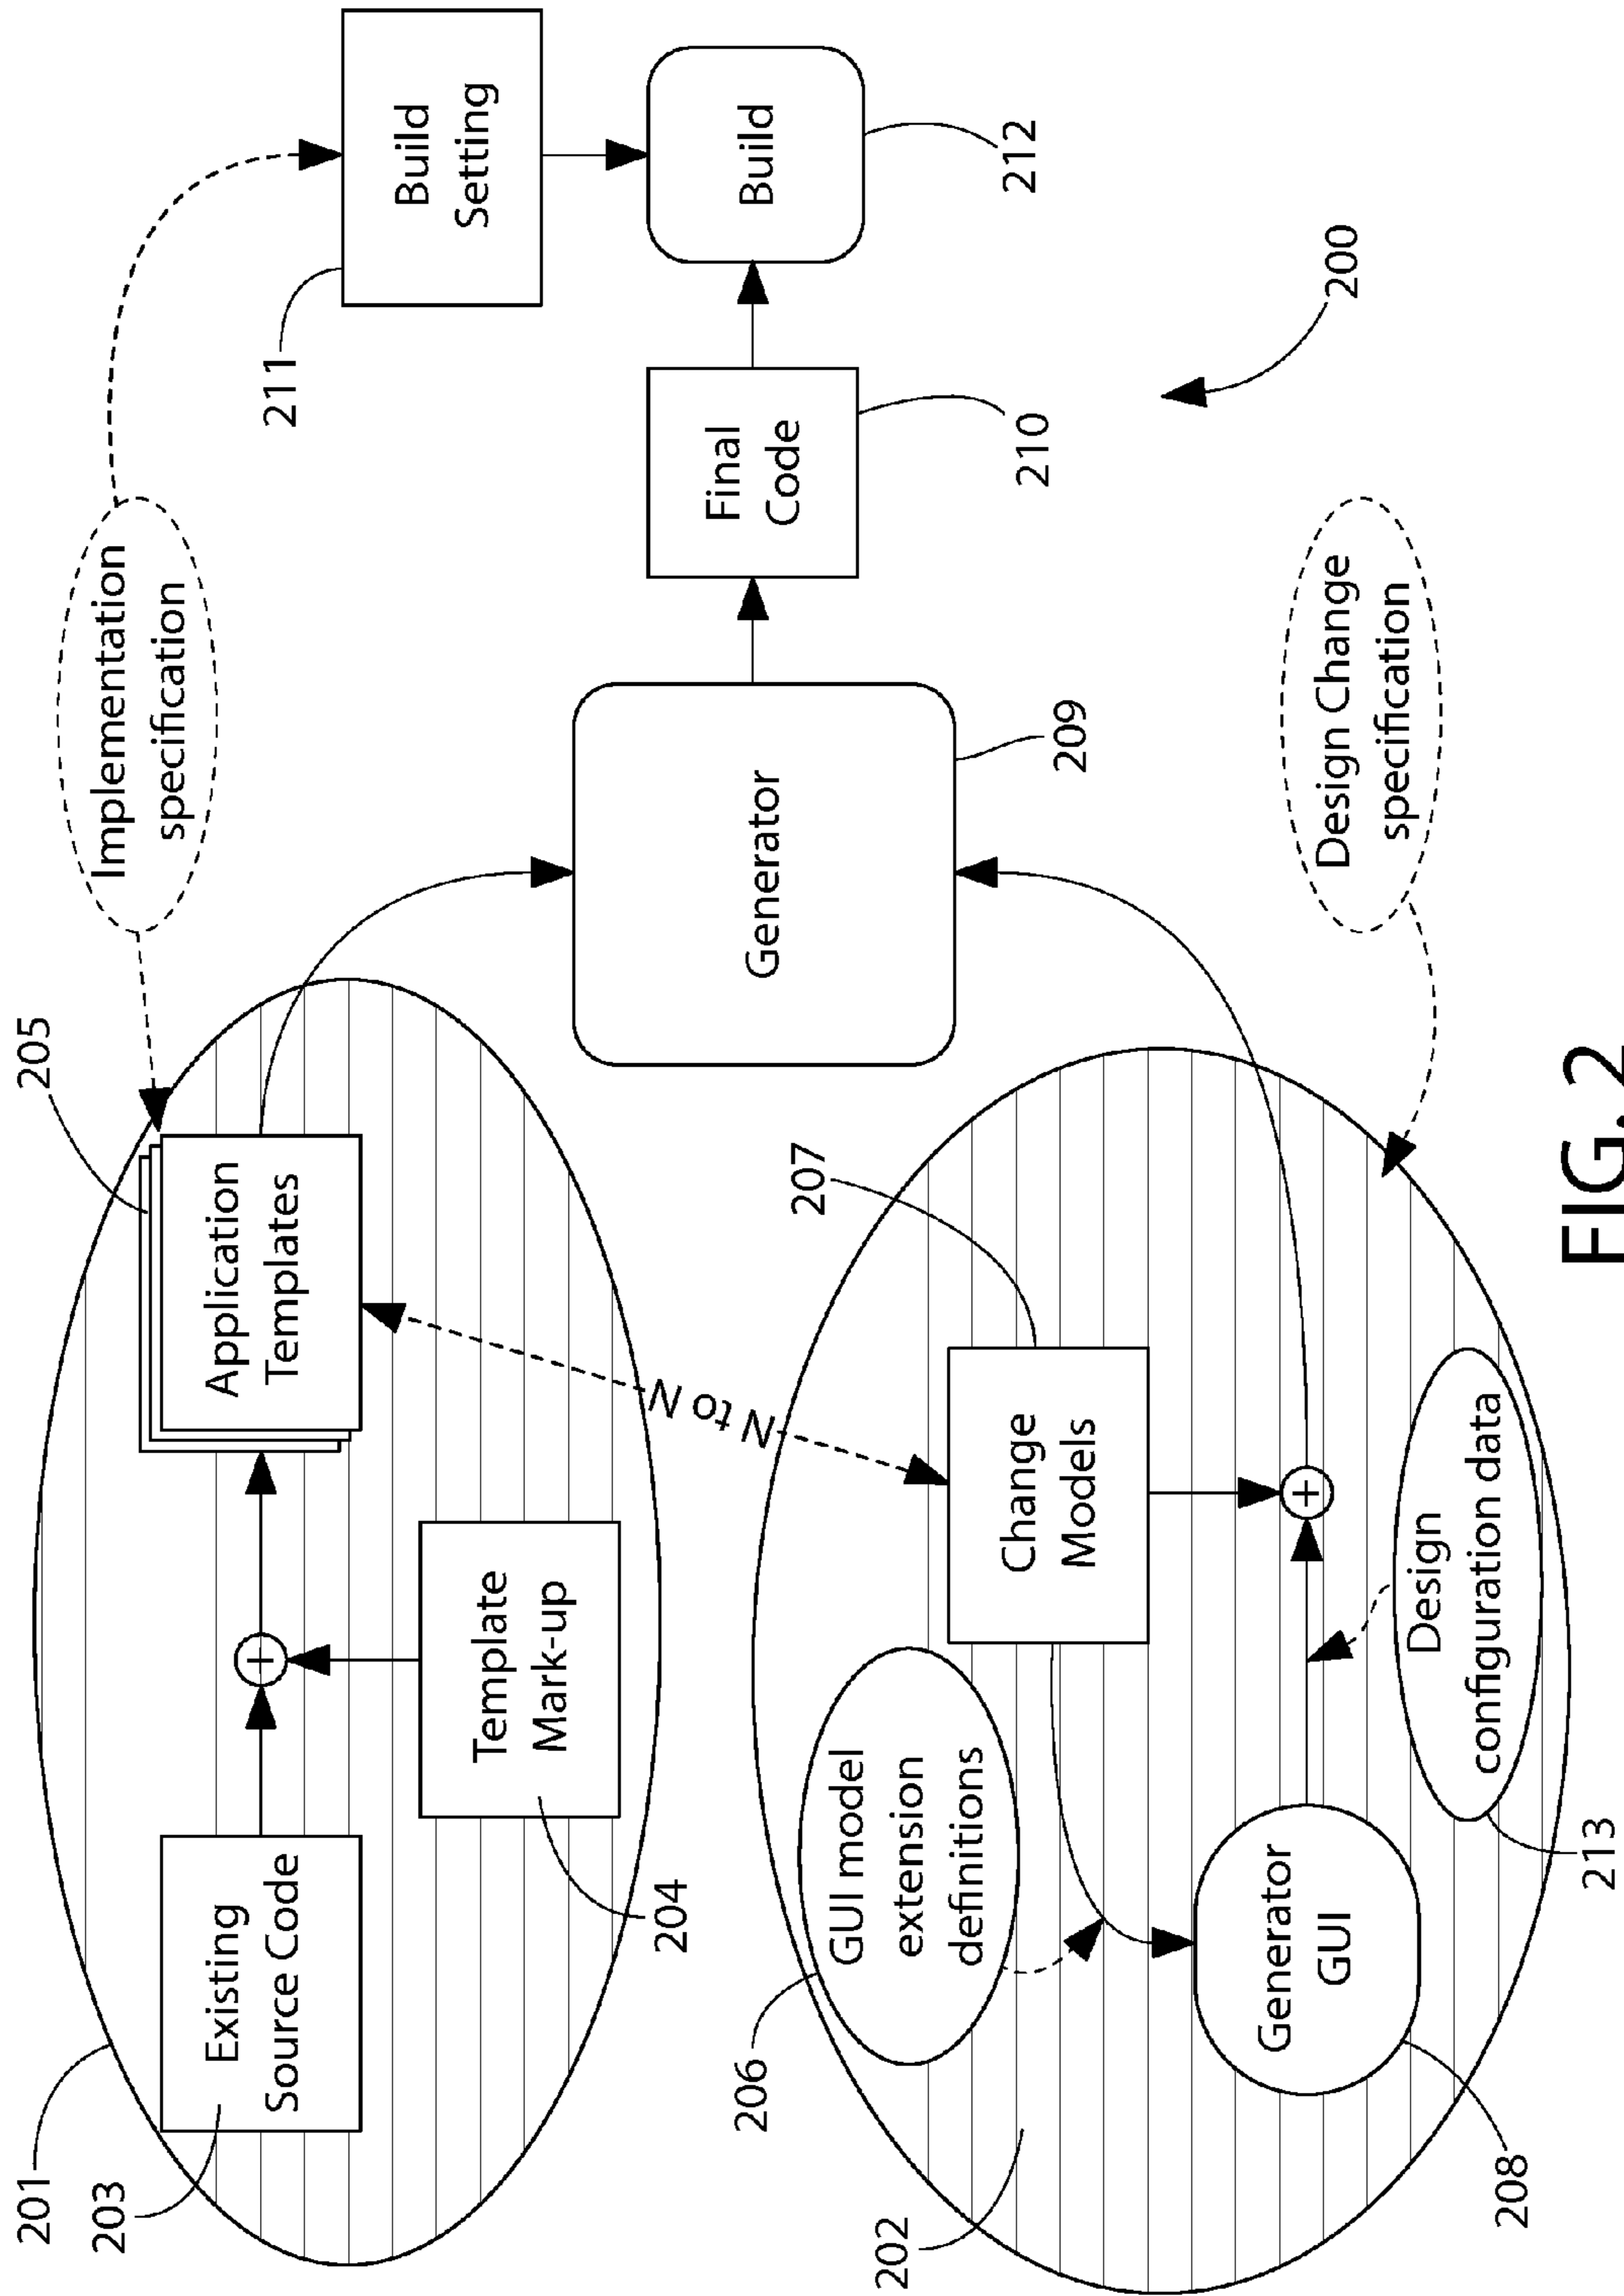 201
203
Existing
Source Code
204
Template
Mark-up
205
Application
Templates
Implementation
specification
211
Build
Setting
N to N
Generator
209
Final
Code
210
Build
212
200
202
206
GUI model
extension
definitions
207
Change
Models
208
Generator
GUI
213
Design
configuration data
Design Change
specification
FIG. 2